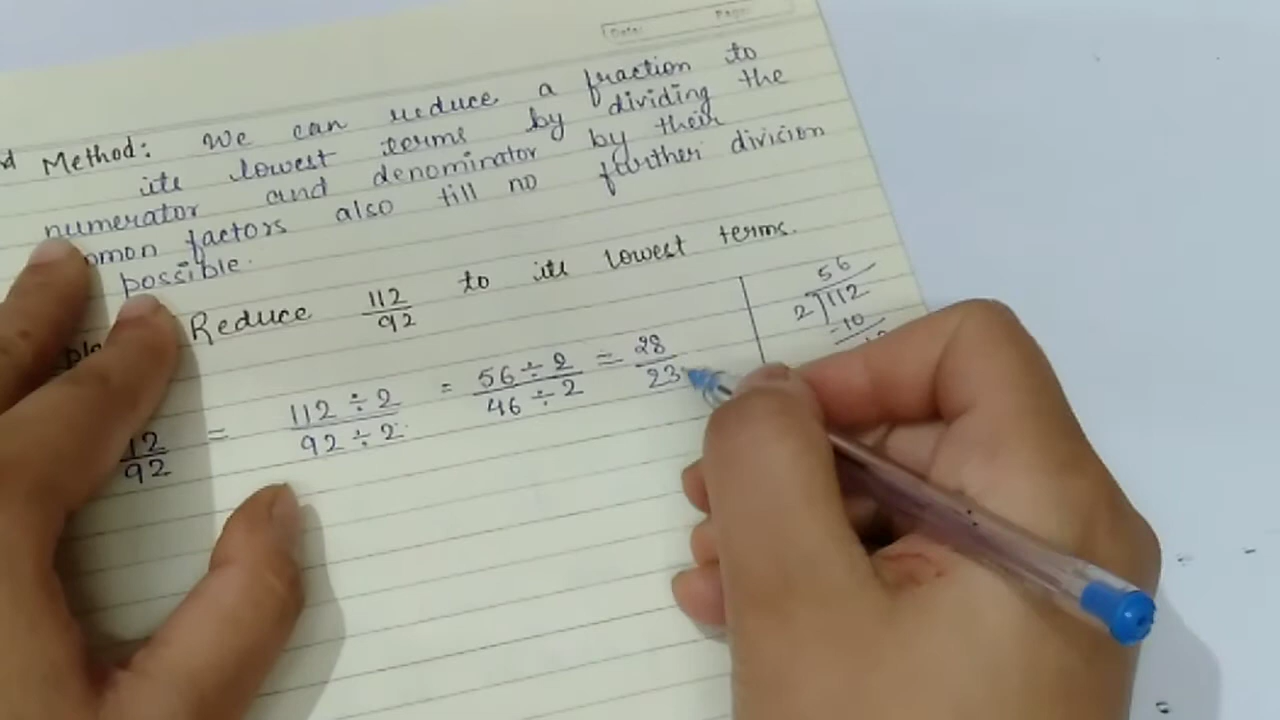 Date: Page:
Method: We can reduce a fraction to
its lowest terms by dividing the
numerator and denominator by their
factors also till no further division
possible.
Reduce 112/92 to its lowest terms.
= 112 ÷ 2 / 92 ÷ 2 = 56 ÷ 2 / 46 ÷ 2 = 28/23
56
2)112
-10